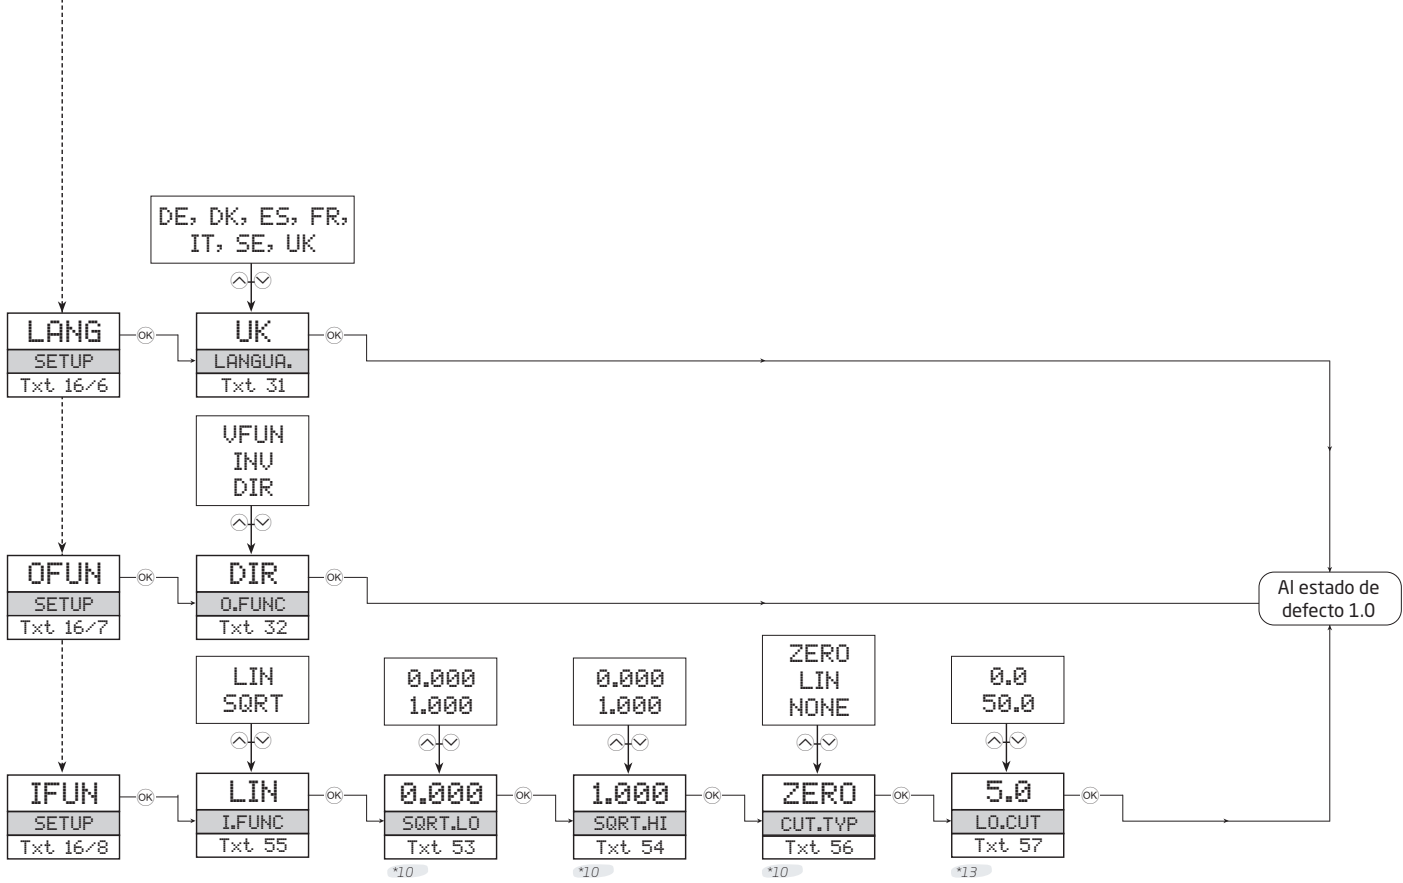 DE, DK, ES, FR,
IT, SE, UK
LANG
SETUP
Txt 16/6
OK
UK
LANGUA.
Txt 31
OK
VFUN
INV
DIR
OFUN
SETUP
Txt 16/7
OK
DIR
O.FUNC
Txt 32
OK
Al estado de
defecto 1.0
LIN
SQRT
0.000
1.000
0.000
1.000
ZERO
LIN
NONE
0.0
50.0
IFUN
SETUP
Txt 16/8
OK
LIN
I.FUNC
Txt 55
OK
0.000
SQRT.LO
Txt 53
*10
OK
1.000
SQRT.HI
Txt 54
*10
OK
ZERO
CUT.TYP
Txt 56
*10
OK
5.0
LO.CUT
Txt 57
*13
OK